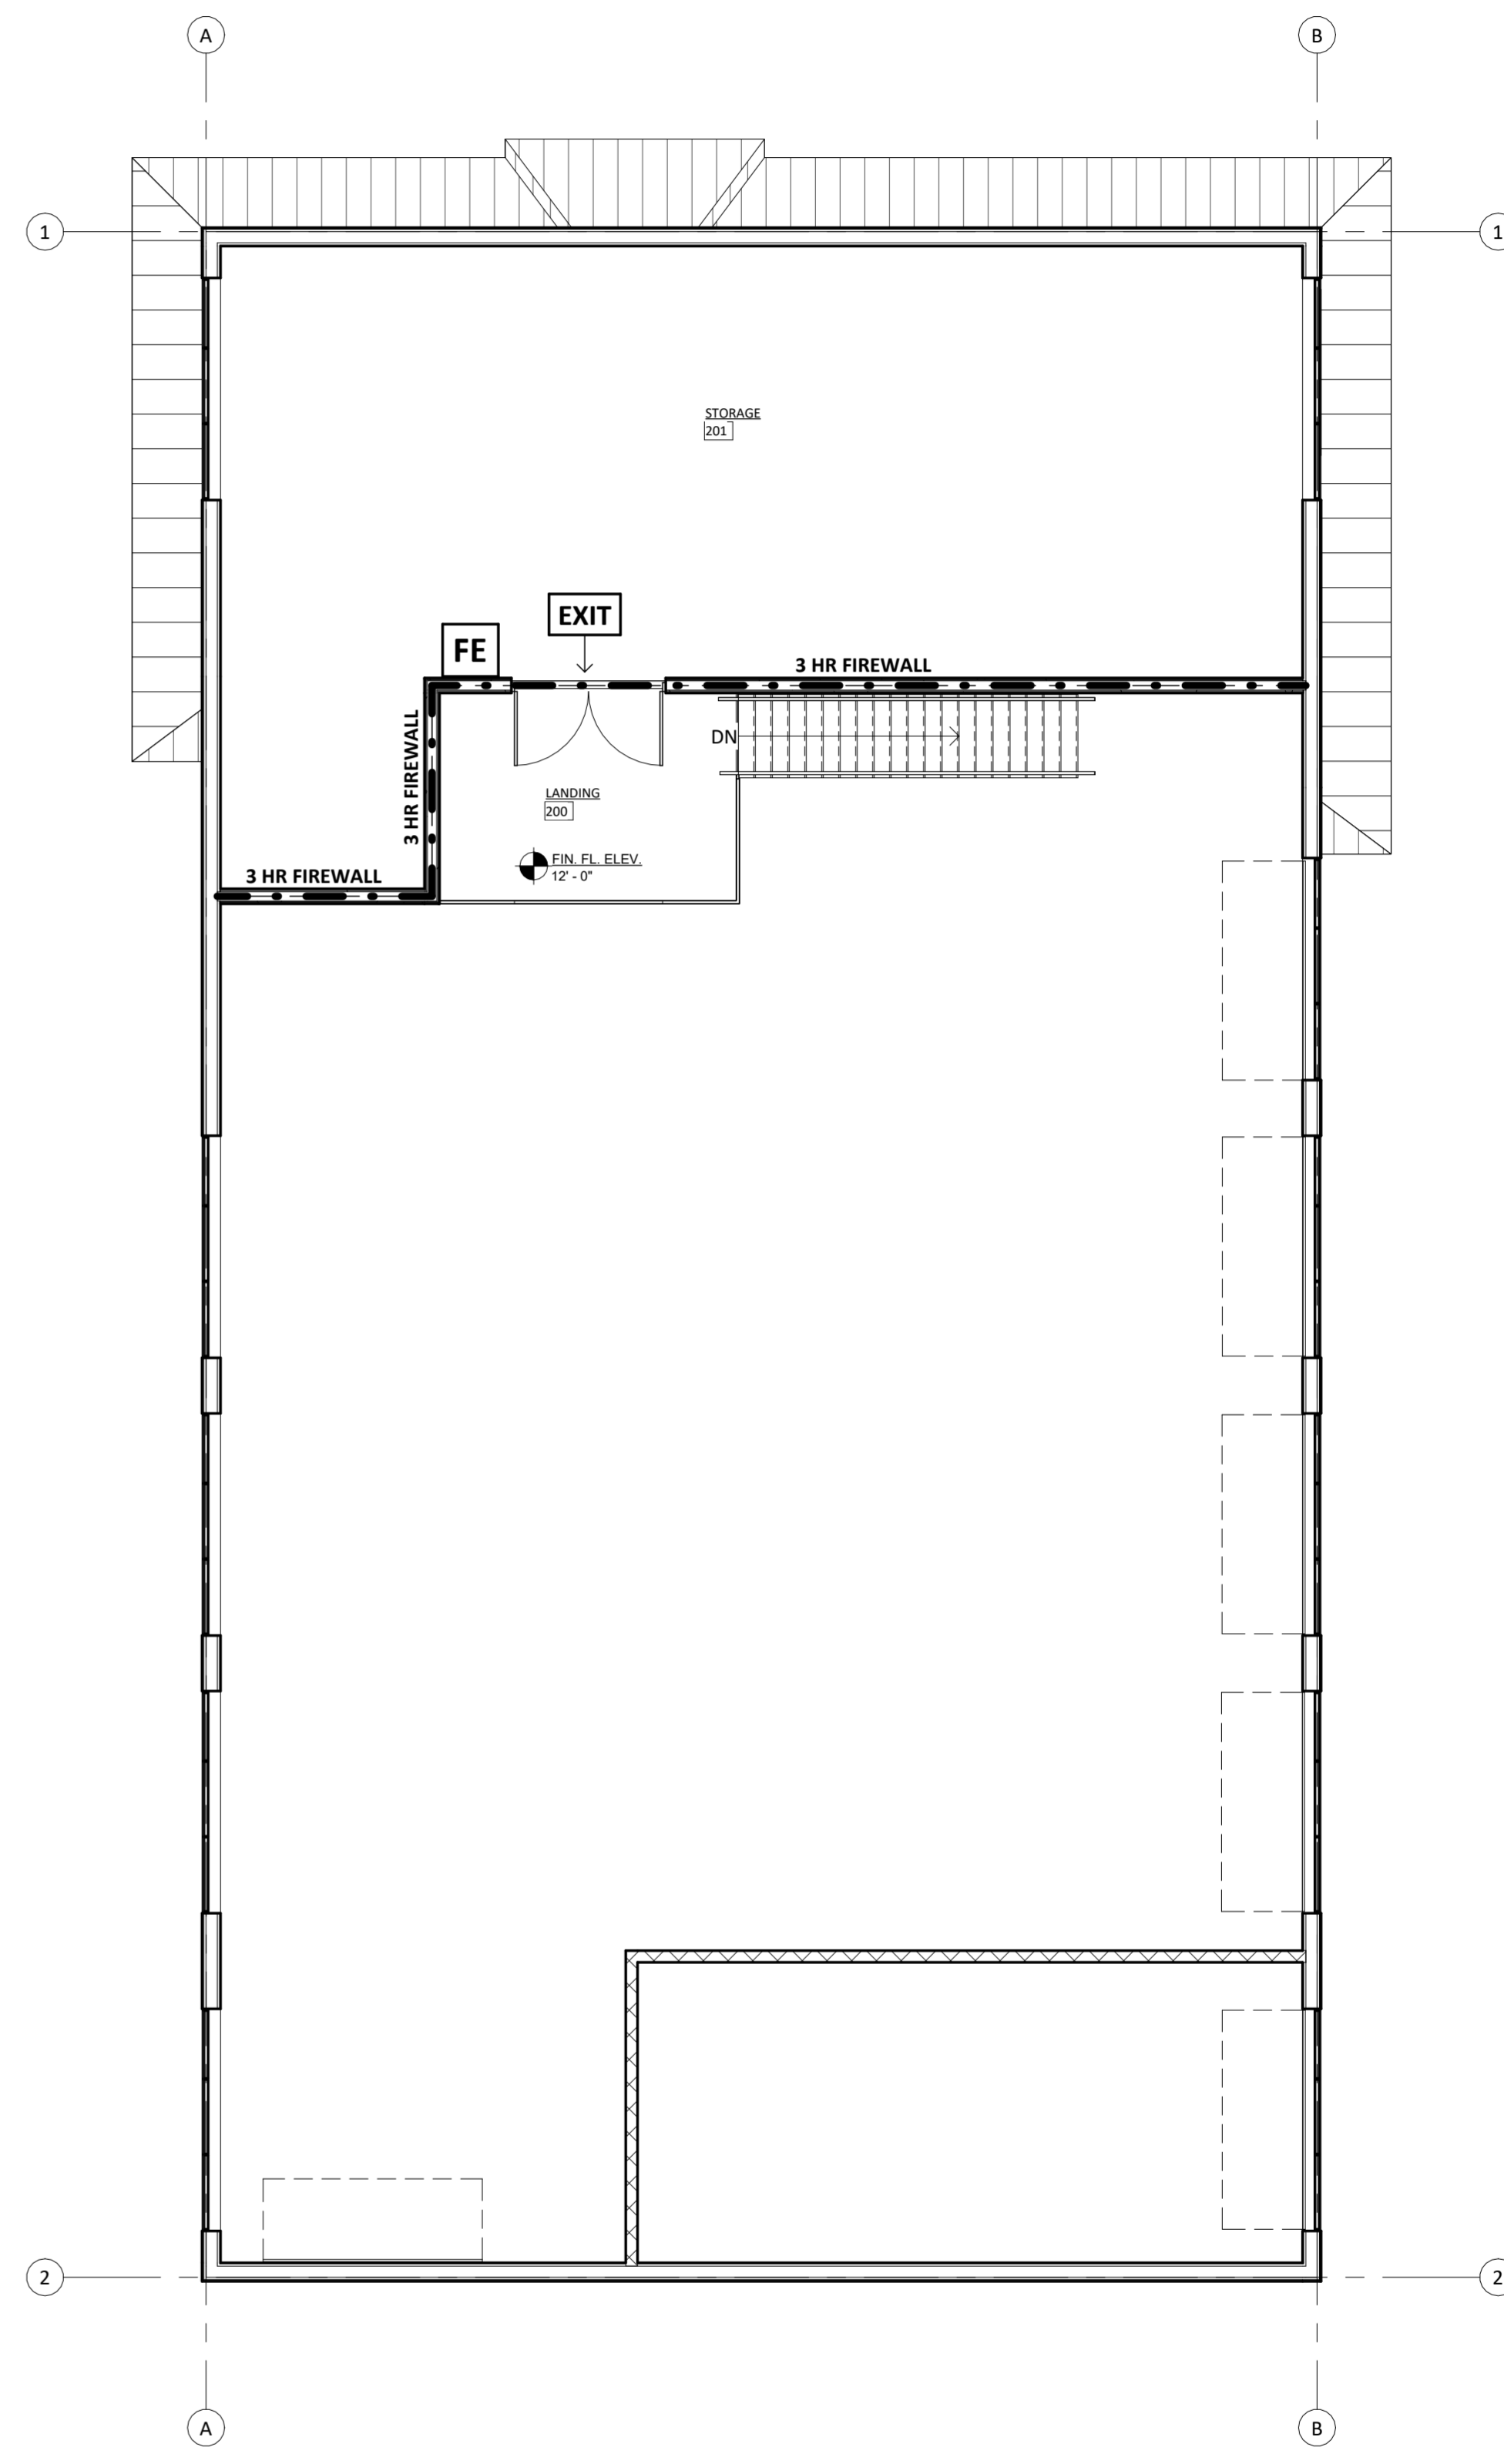 A
B
1
1
STORAGE
201
EXIT
FE
3 HR FIREWALL
3 HR FIREWALL
DN
LANDING
200
FIN. FL. ELEV.
12' - 0"
3 HR FIREWALL
2
2
A
B